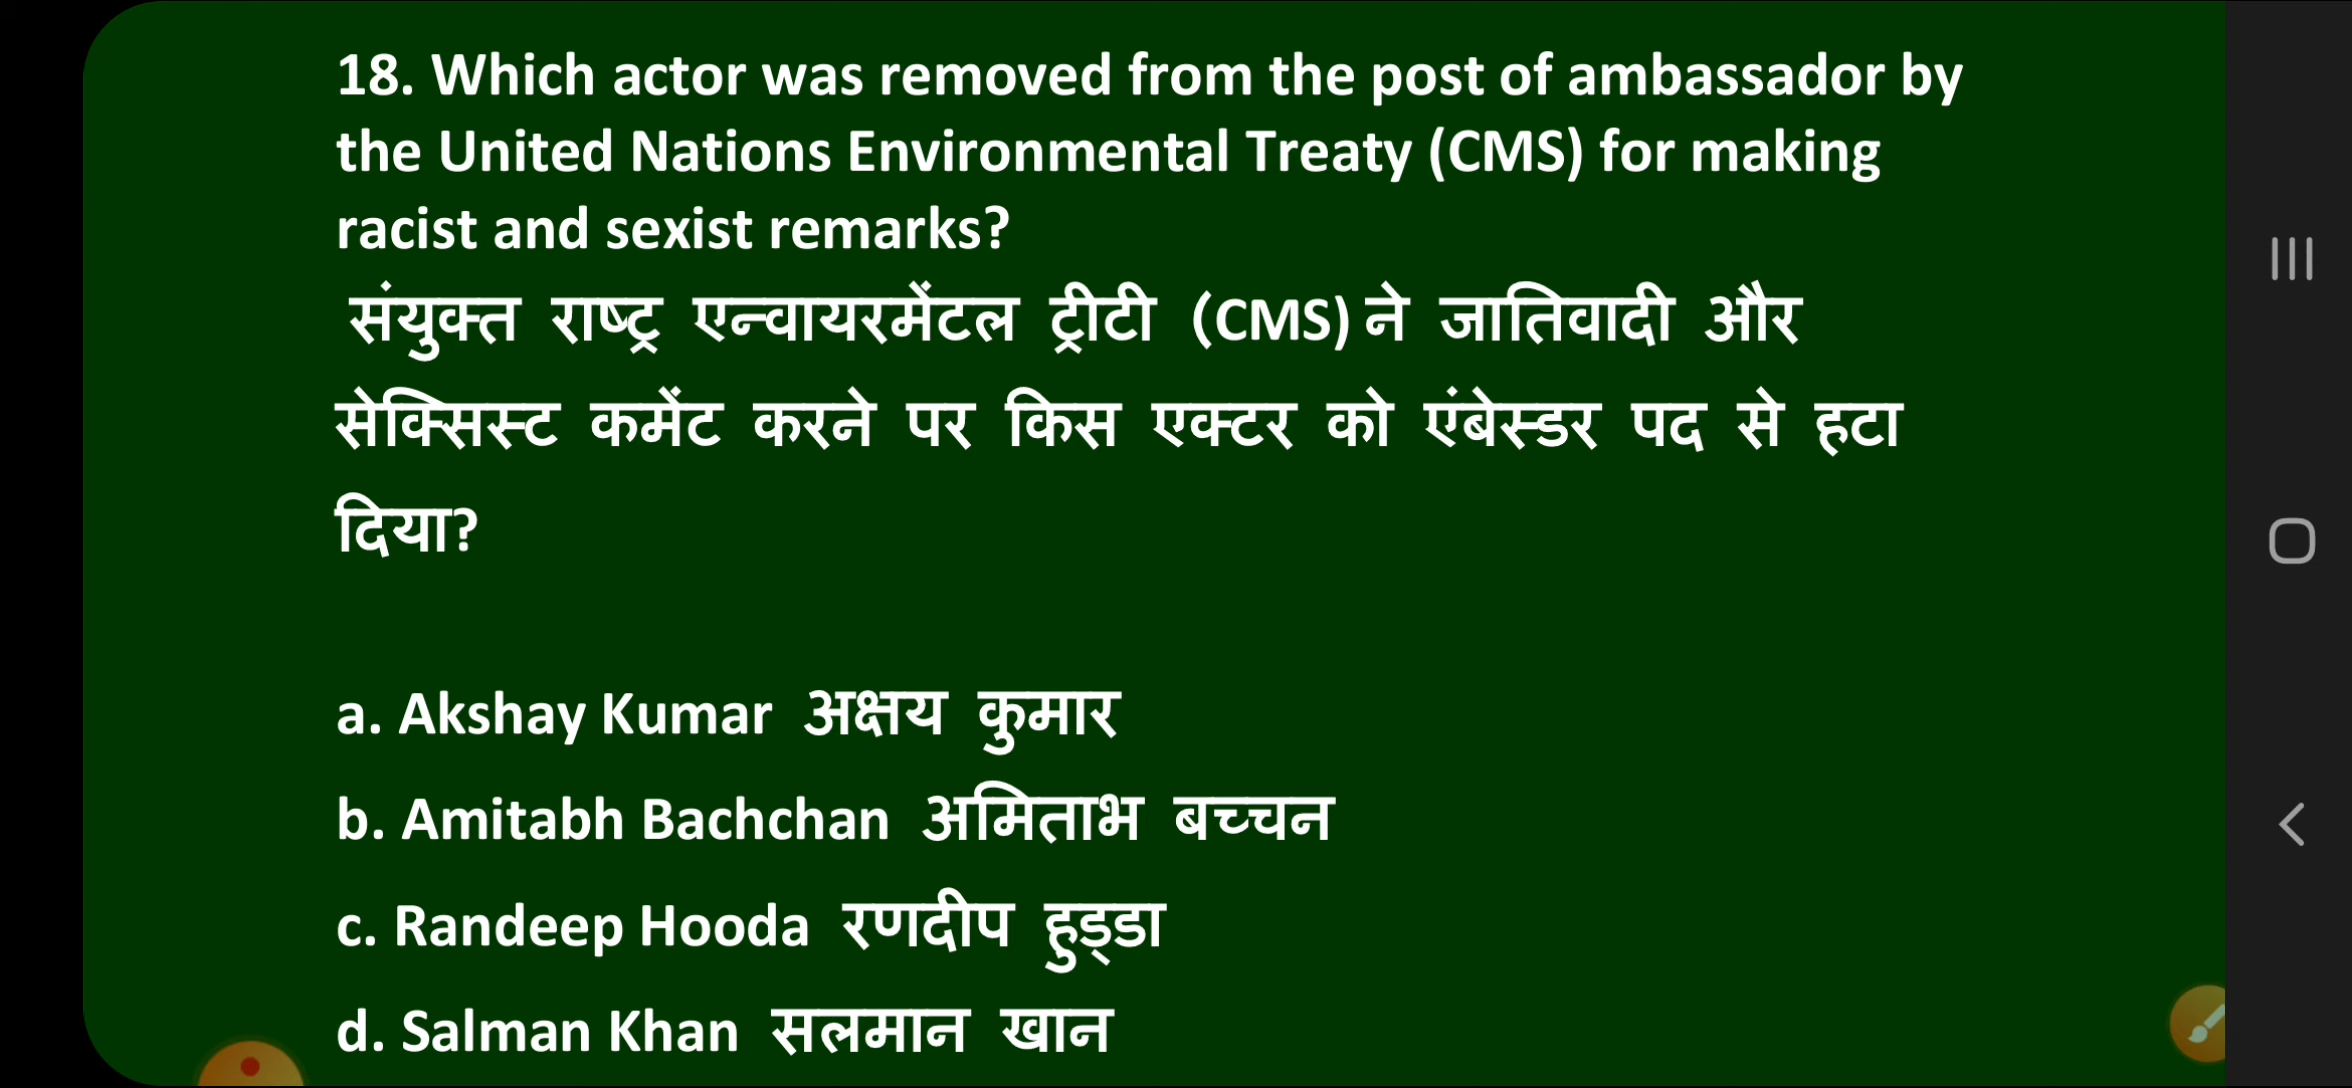 18. Which actor was removed from the post of ambassador by
the United Nations Environmental Treaty (CMS) for making
racist and sexist remarks?
संयुक्त राष्ट्र एन्वायरमेंटल ट्रीटी (CMS) ने जातिवादी और
सेक्सिस्ट कमेंट करने पर किस एक्टर को एंबेस्डर पद से हटा
दिया?
a. Akshay Kumar अक्षय कुमार
b. Amitabh Bachchan अमिताभ बच्चन
c. Randeep Hooda रणदीप हुड्डा
d. Salman Khan सलमान खान